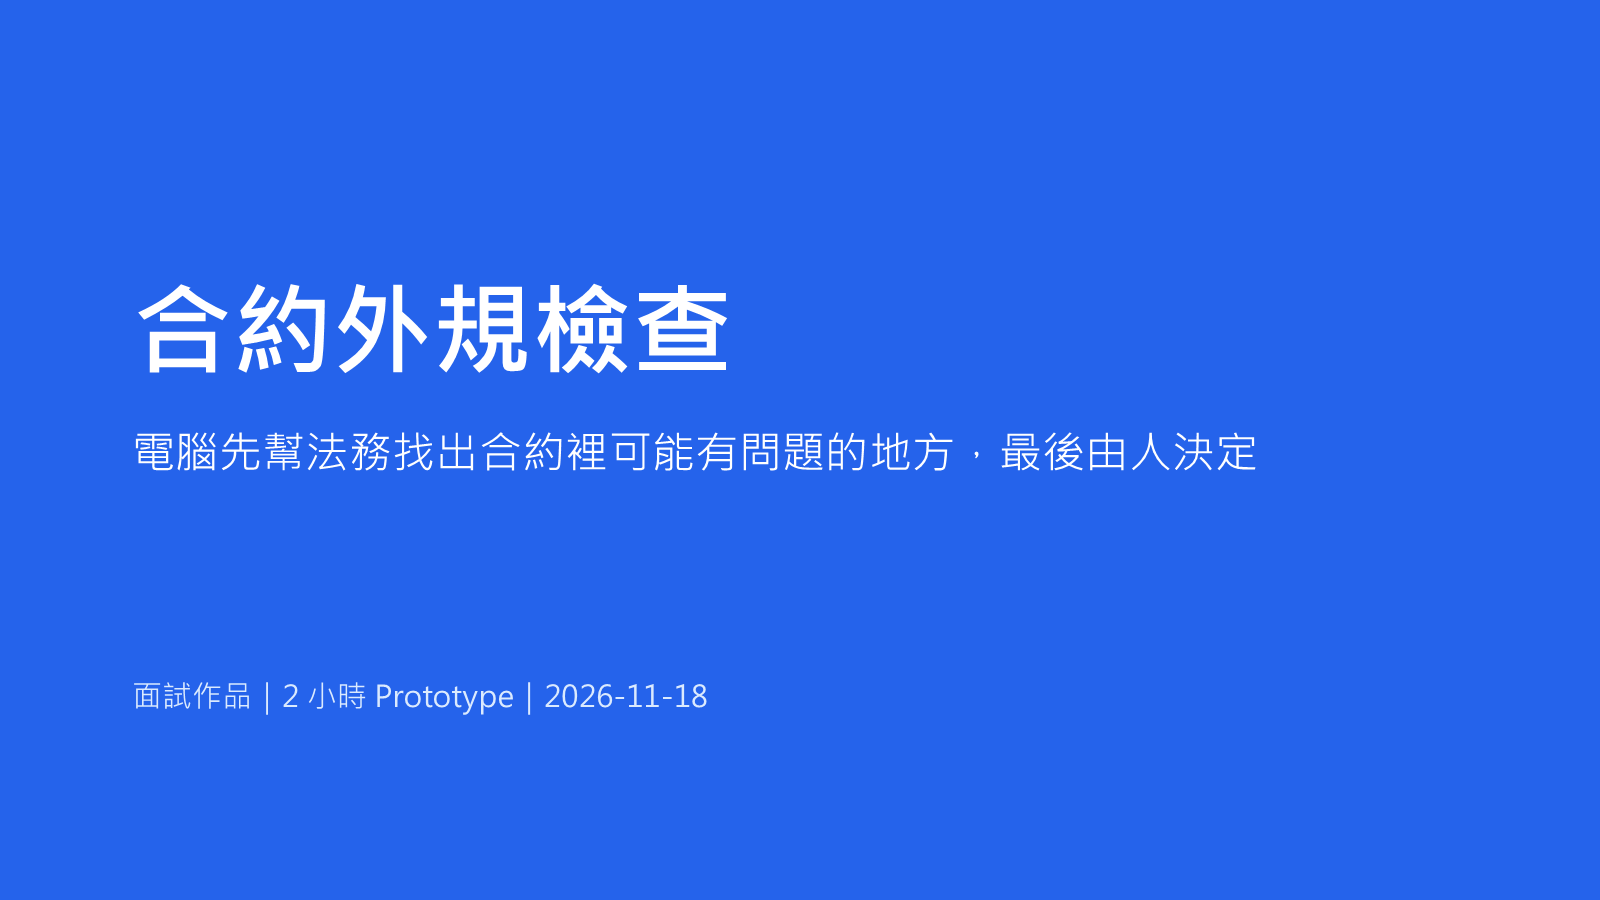 合約外規檢查
電腦先幫法務找出合約裡可能有問題的地方，最後由人決定
面試作品 | 2 小時 Prototype | 2026-11-18